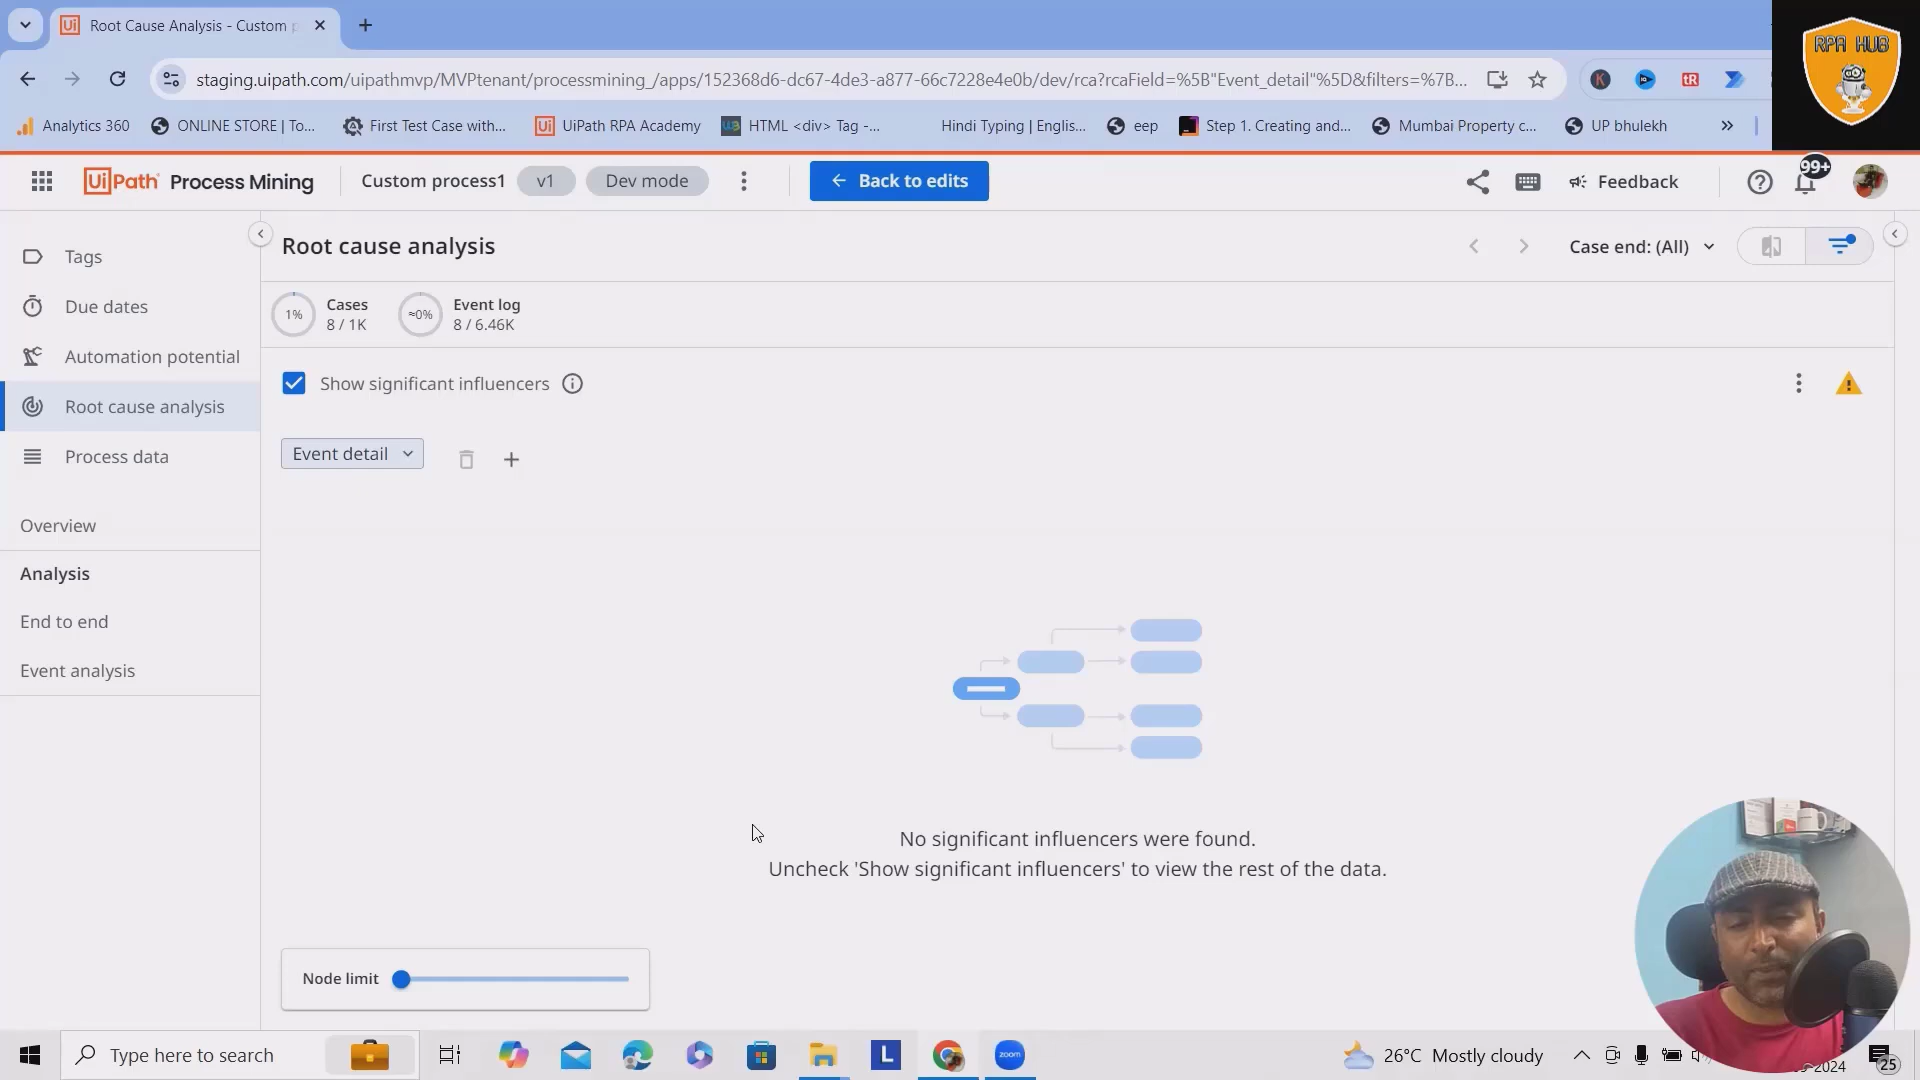 Root Cause Analysis - Custom p
staging.uipath.com/uipathmvp/MVPtenant/processmining_/apps/152368d6-dc67-4de3-a877-66c7228e4e0b/dev/rca?rcaField=%5B"Event_detail"%5D&filters=%7B...
Analytics 360
ONLINE STORE | To...
First Test Case with...
UiPath RPA Academy
HTML <div> Tag -...
Hindi Typing | Englis...
eep
Step 1. Creating and...
Mumbai Property c...
UP bhulekh
RPA HUB
UiPath Process Mining
Custom process1
v1
Dev mode
Back to edits
Feedback
99+
Tags
Due dates
Automation potential
Root cause analysis
Process data
Overview
Analysis
End to end
Event analysis
Root cause analysis
Case end: (All)
1%
Cases
8 / 1K
≈0%
Event log
8 / 6.46K
Show significant influencers
Event detail
No significant influencers were found.
Uncheck 'Show significant influencers' to view the rest of the data.
Node limit
Type here to search
L
zoom
26°C Mostly cloudy
2024
25